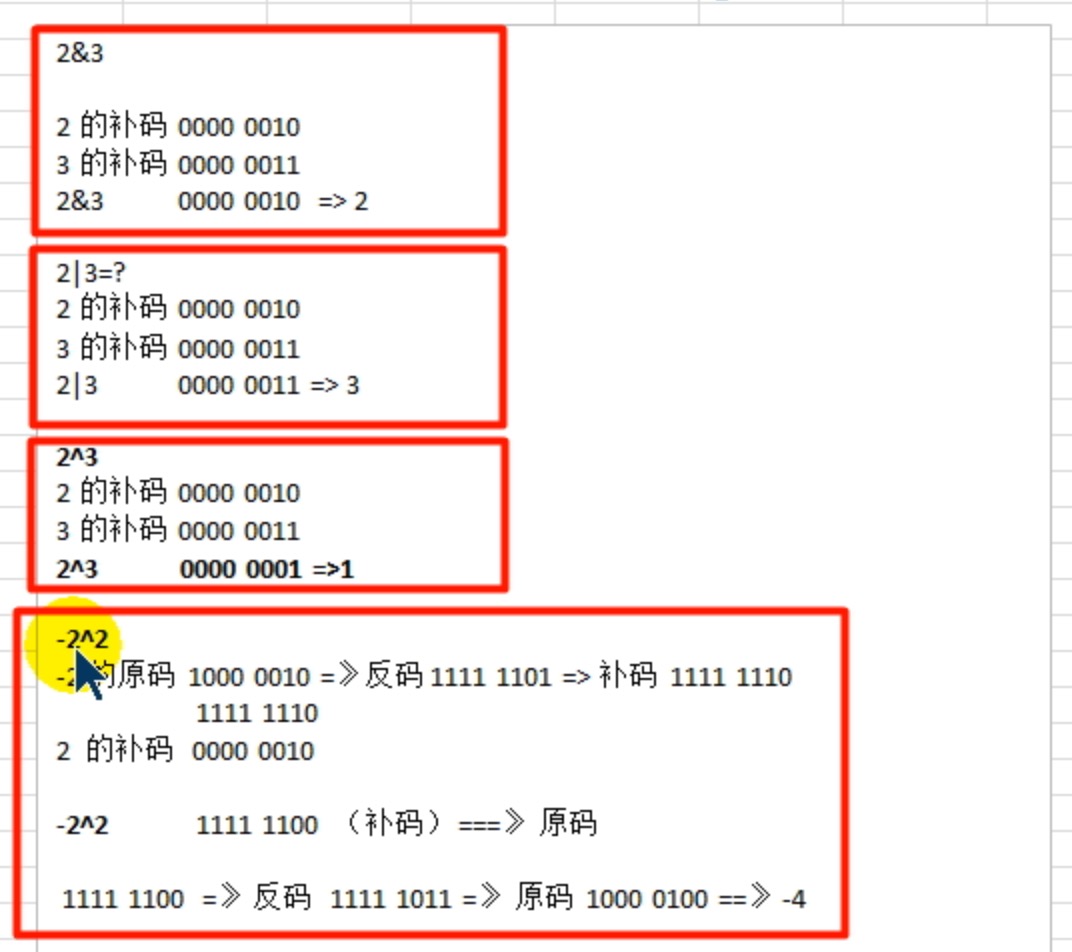 2&3
2 的补码 0000 0010
3 的补码 0000 0011
2&3 0000 0010 => 2
2|3=?
2 的补码 0000 0010
3 的补码 0000 0011
2|3 0000 0011 => 3
2^3
2 的补码 0000 0010
3 的补码 0000 0011
2^3 0000 0001 =>1
-2^2
-2 的原码 1000 0010 =》反码 1111 1101 => 补码 1111 1110
1111 1110
2 的补码 0000 0010
-2^2 1111 1100 （补码）===》 原码
1111 1100 =》 反码 1111 1011 =》 原码 1000 0100 ==》 -4